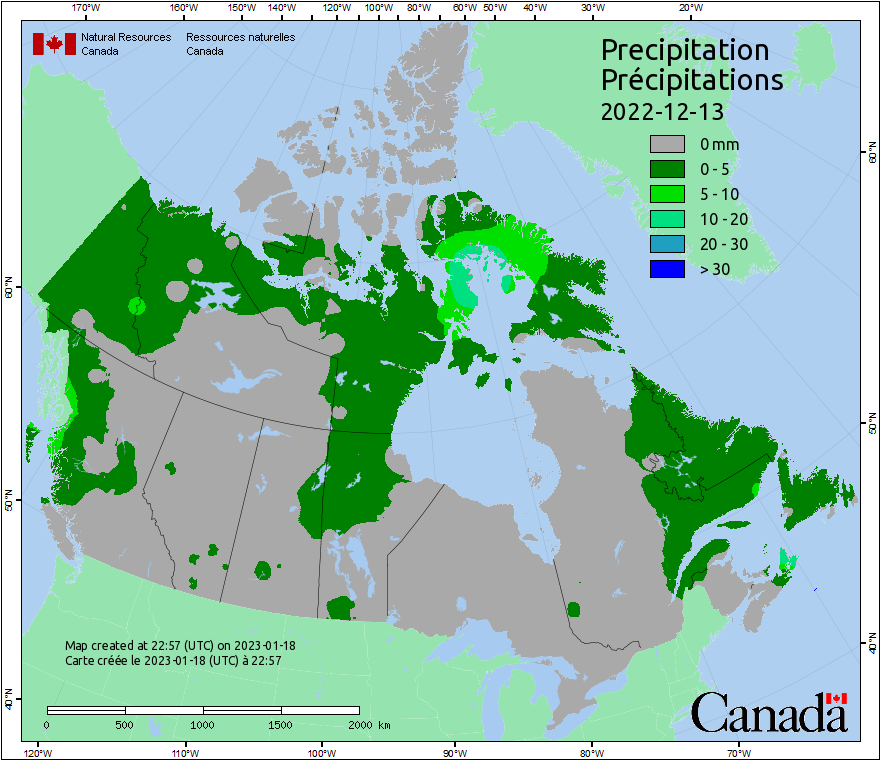 170°W 160°W 150°W 140°W 120°W 100°W 80°W 60°W 50°W 40°W 30°W 20°W
Natural Resources Ressources naturelles
Canada Canada
Precipitation
Précipitations
2022-12-13
0 mm
0 - 5
5 - 10
10 - 20
20 - 30
> 30
60°N
60°N
50°N
50°N
40°N
40°N
Map created at 22:57 (UTC) on 2023-01-18
Carte créée le 2023-01-18 (UTC) à 22:57
0 500 1000 1500 2000 km
Canada
120°W 110°W 100°W 90°W 80°W 70°W